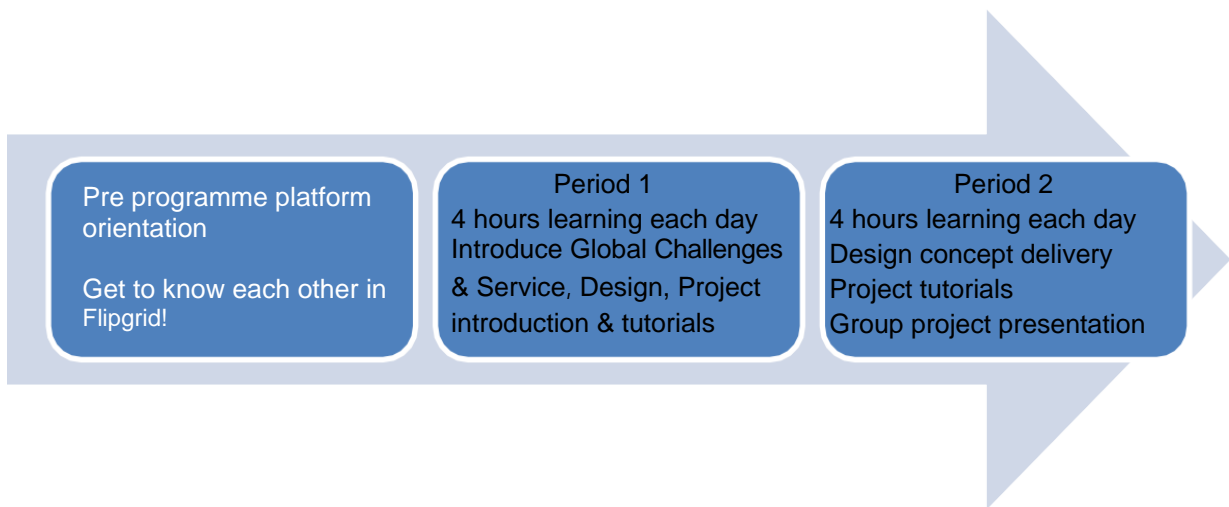 Pre programme platform
orientation
Get to know each other in
Flipgrid!
Period 1
4 hours learning each day
Introduce Global Challenges
& Service, Design, Project
introduction & tutorials
Period 2
4 hours learning each day
Design concept delivery
Project tutorials
Group project presentation